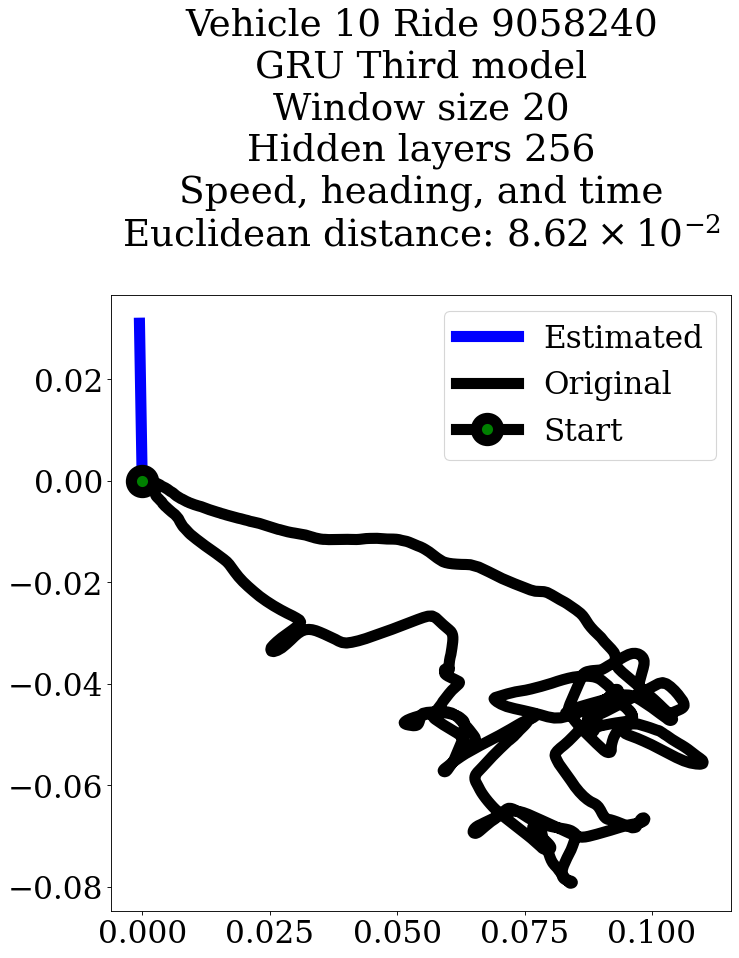 Vehicle 10 Ride 9058240
GRU Third model
Window size 20
Hidden layers 256
Speed, heading, and time
Euclidean distance: 8.62 × 10⁻²
Estimated
Original
Start
0.02
0.00
−0.02
−0.04
−0.06
−0.08
0.000 0.025 0.050 0.075 0.100